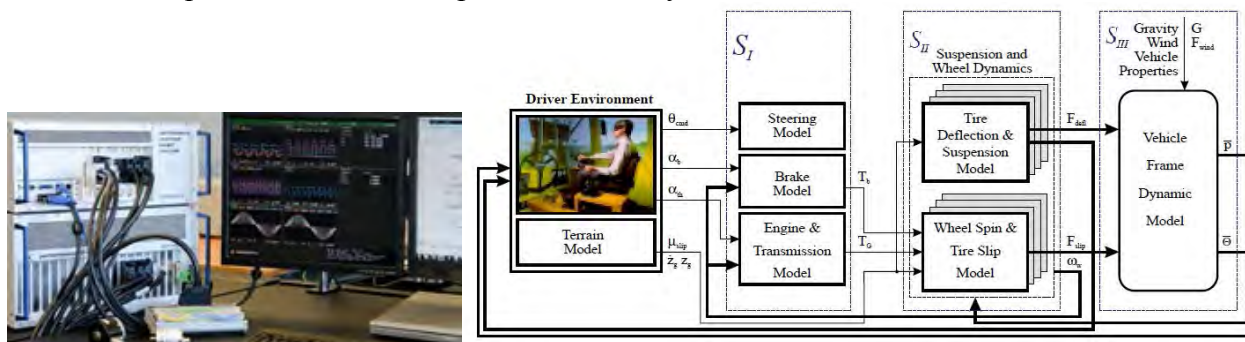 S_I
S_II
S_III
Gravity
Wind
Vehicle
Properties
G
F_wind
Suspension and
Wheel Dynamics
Driver Environment
θ_cmd
α_b
α_th
Terrain
Model
μ_slip
ż_g z_g
Steering
Model
Brake
Model
T_b
Engine &
Transmission
Model
T_G
Tire
Deflection &
Suspension
Model
F_defl
Wheel Spin &
Tire Slip
Model
F_slip
ω_w
Vehicle
Frame
Dynamic
Model
p̅
Θ̅